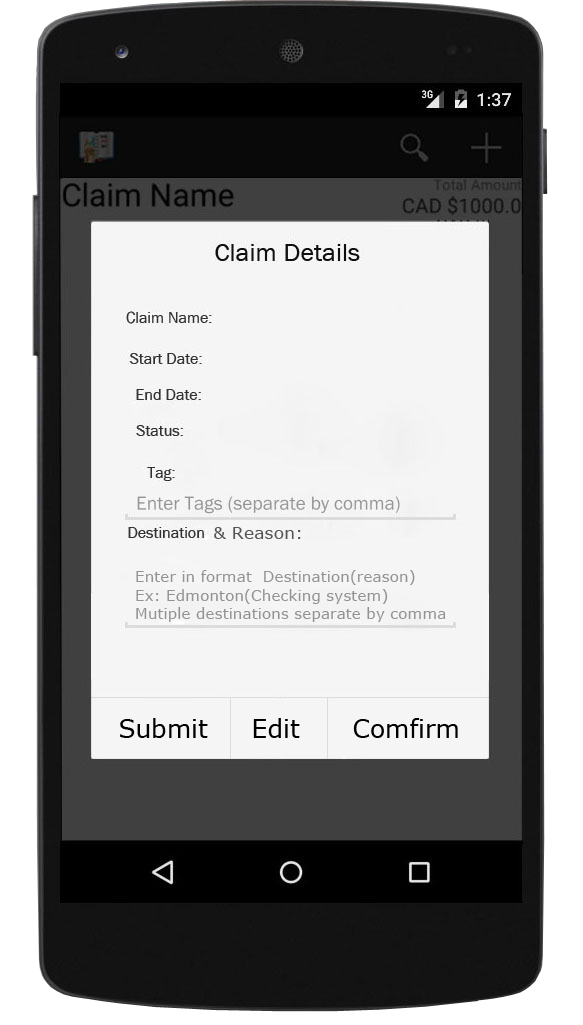 3G 1:37
Claim Name
Total Amount
CAD $1000.0
Claim Details
Claim Name:
Start Date:
End Date:
Status:
Tag:
Enter Tags (separate by comma)
Destination & Reason:
Enter in format Destination(reason)
Ex: Edmonton(Checking system)
Mutiple destinations separate by comma
Submit Edit Comfirm